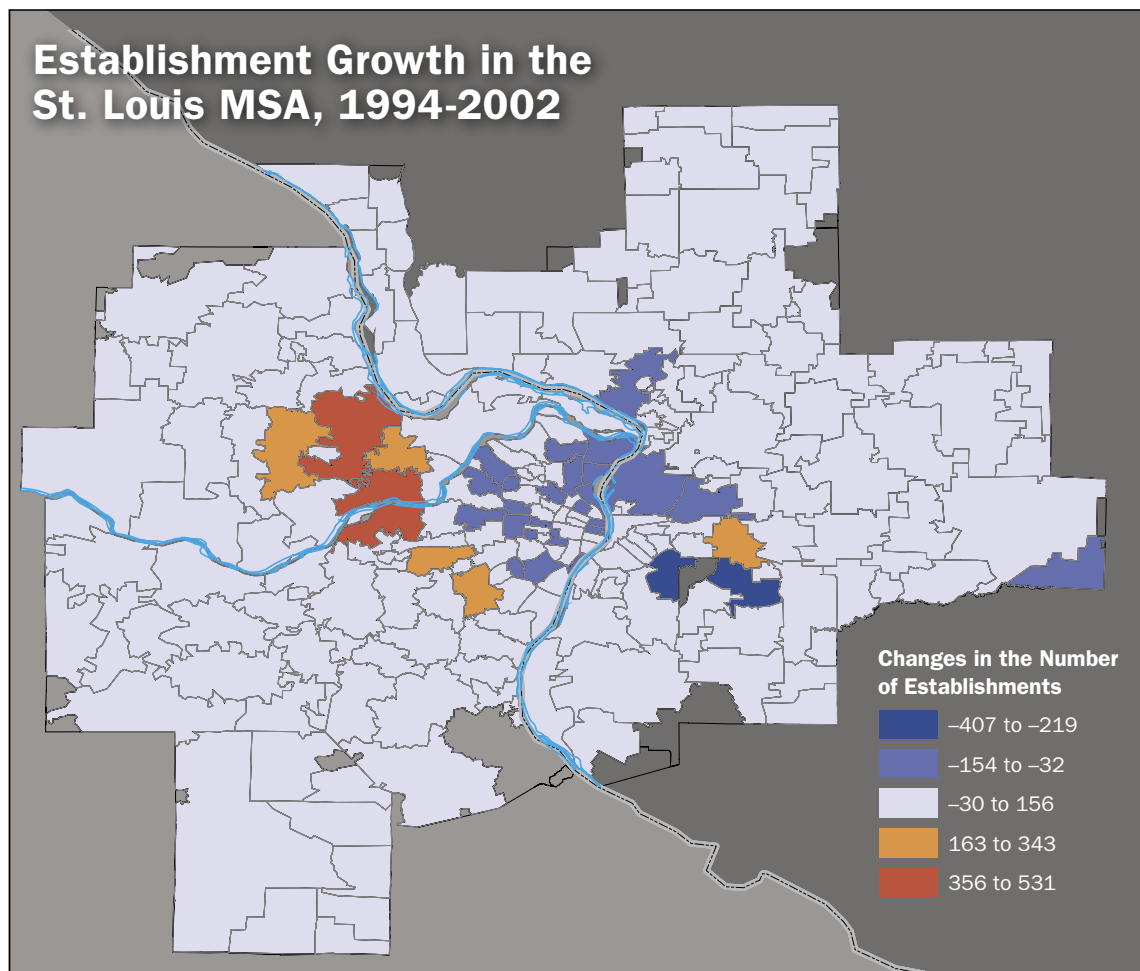 Establishment Growth in the
St. Louis MSA, 1994-2002
Changes in the Number
of Establishments
–407 to –219
–154 to –32
–30 to 156
163 to 343
356 to 531